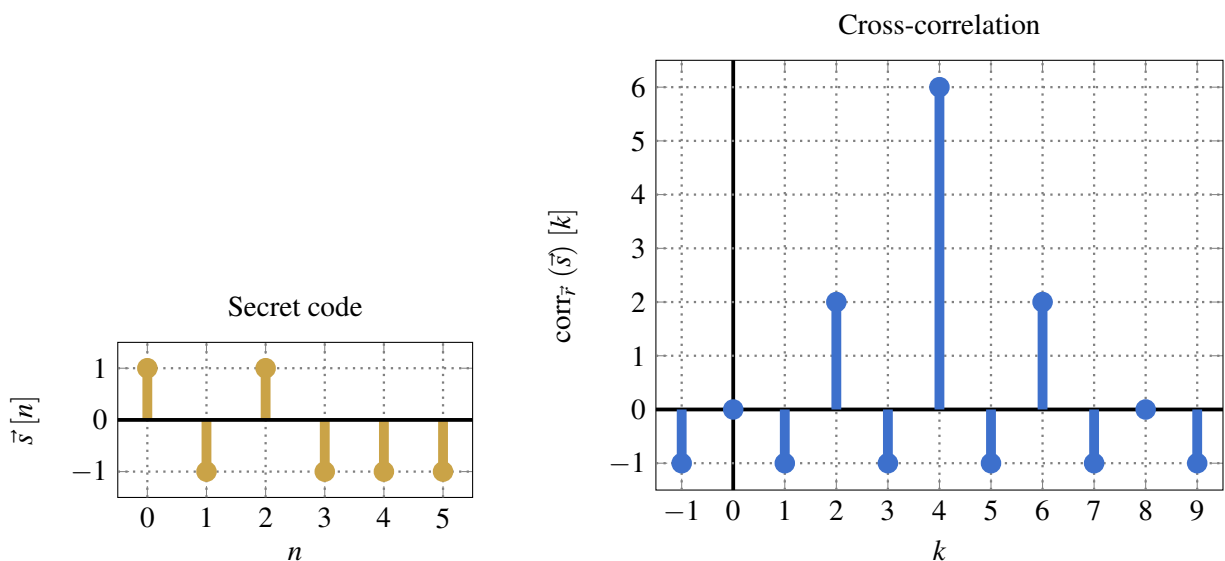 Secret code
1
0
−1
s⃗ [n]
0 1 2 3 4 5
n
Cross-correlation
6
5
4
3
2
1
0
−1
corr_r⃗ (s⃗) [k]
−1 0 1 2 3 4 5 6 7 8 9
k